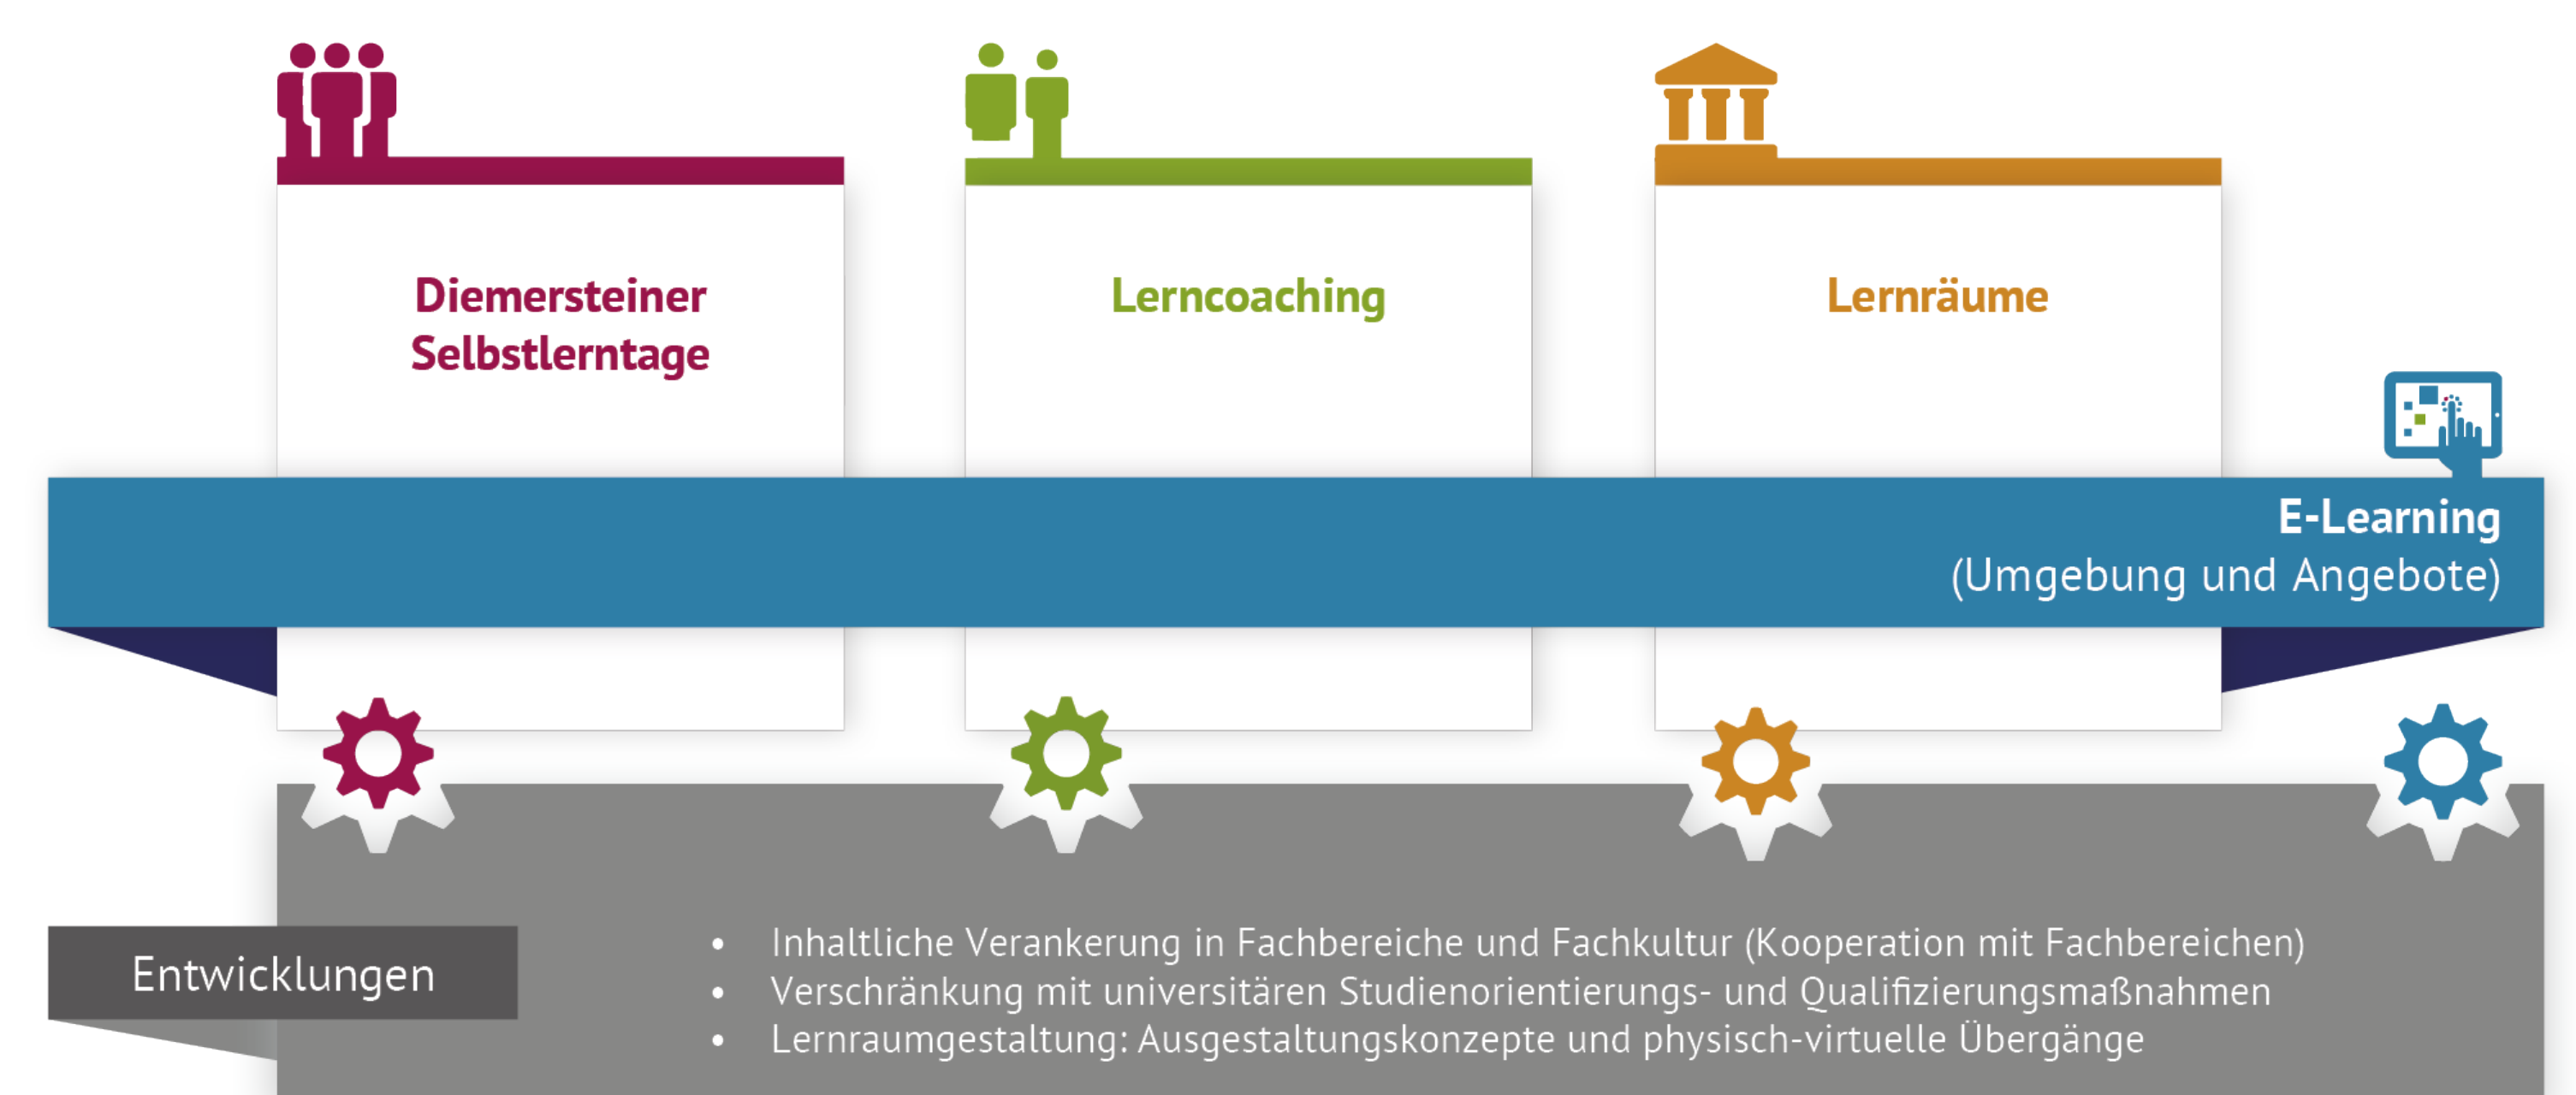 Diemersteiner
Selbstlerntage
Lerncoaching
Lernräume
E-Learning
(Umgebung und Angebote)
Entwicklungen
• Inhaltliche Verankerung in Fachbereiche und Fachkultur (Kooperation mit Fachbereichen)
• Verschränkung mit universitären Studienorientierungs- und Qualifizierungsmaßnahmen
• Lernraumgestaltung: Ausgestaltungskonzepte und physisch-virtuelle Übergänge